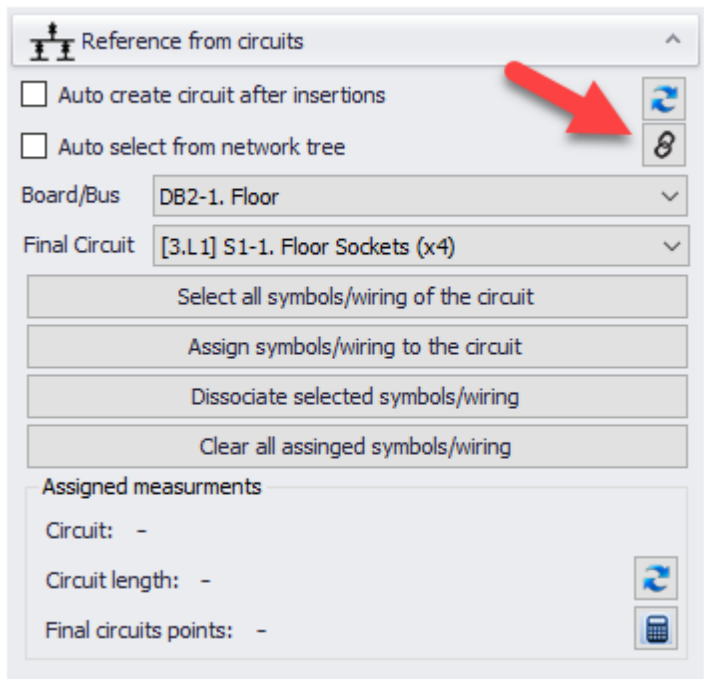 Reference from circuits
Auto create circuit after insertions
Auto select from network tree
Board/Bus DB2-1. Floor
Final Circuit [3.L1] S1-1. Floor Sockets (x4)
Select all symbols/wiring of the circuit
Assign symbols/wiring to the circuit
Dissociate selected symbols/wiring
Clear all assinged symbols/wiring
Assigned measurments
Circuit: -
Circuit length: -
Final circuits points: -